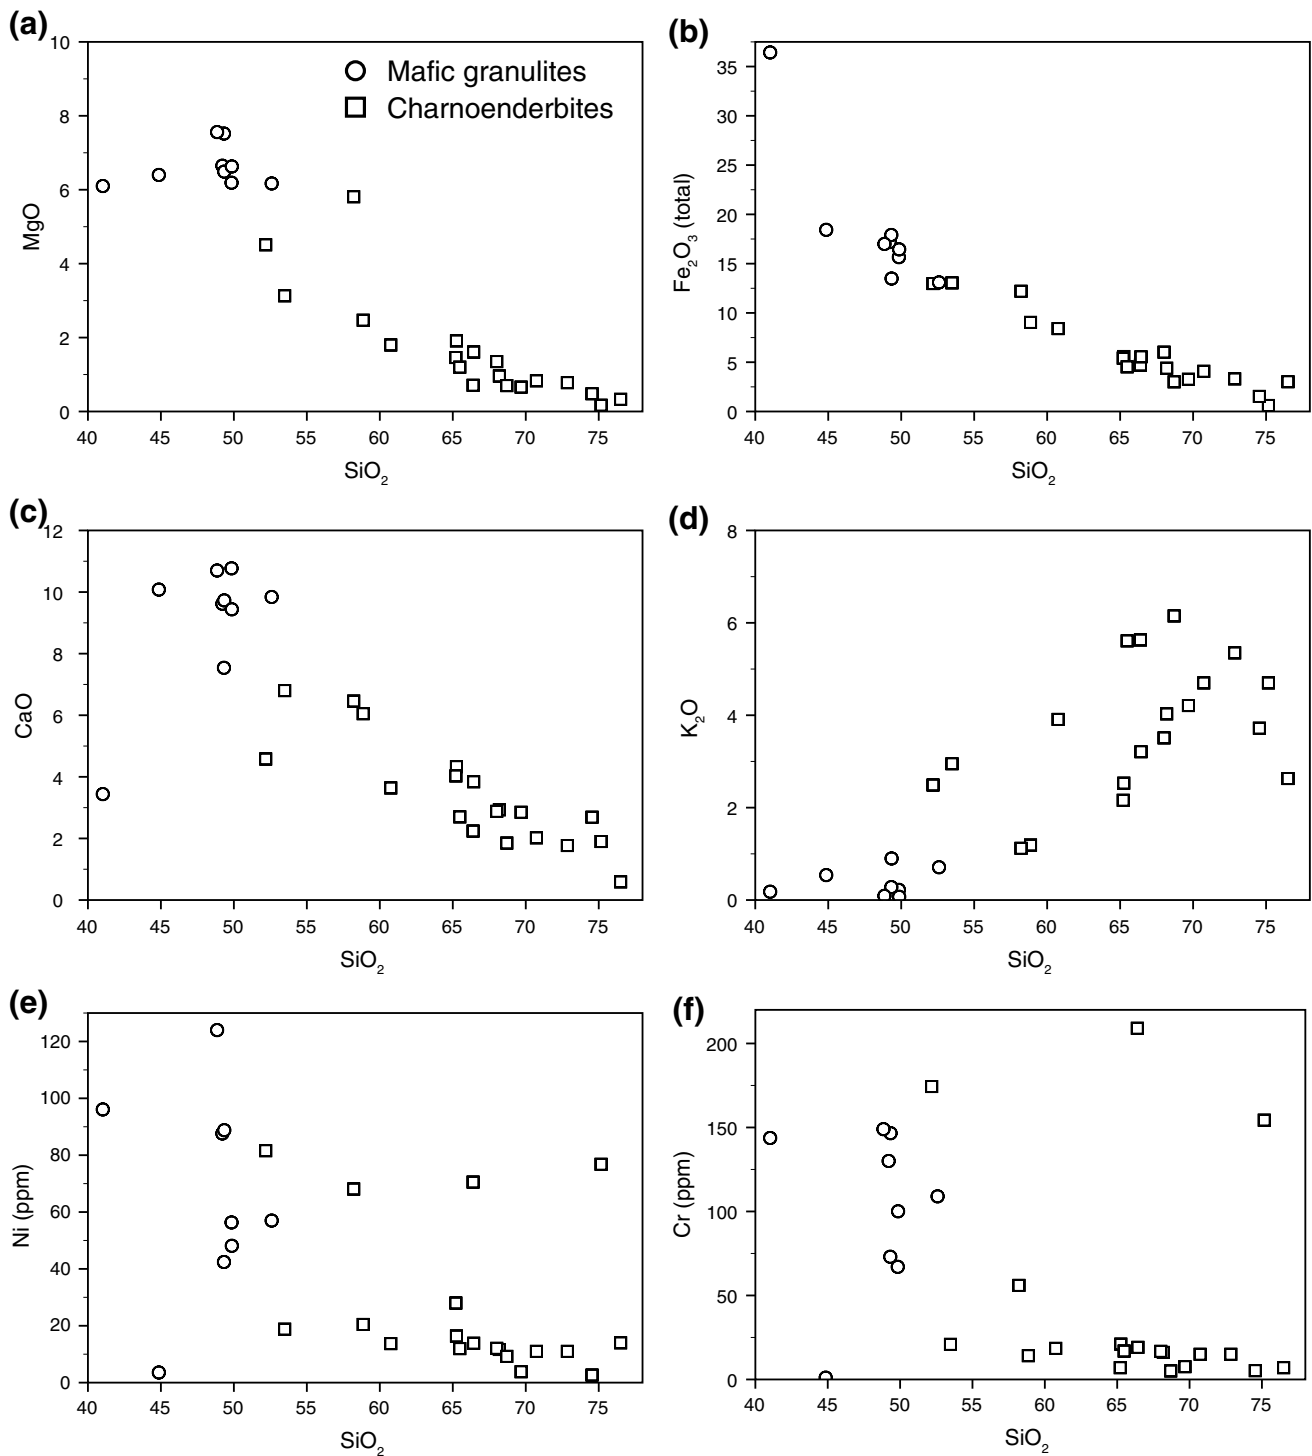 (a)
10
8
6
4
2
0
MgO
Mafic granulites
Charnoenderbites
40 45 50 55 60 65 70 75
SiO₂
(b)
35
30
25
20
15
10
5
0
Fe₂O₃ (total)
40 45 50 55 60 65 70 75
SiO₂
(c)
12
10
8
6
4
2
0
CaO
40 45 50 55 60 65 70 75
SiO₂
(d)
8
6
4
2
0
K₂O
40 45 50 55 60 65 70 75
SiO₂
(e)
120
100
80
60
40
20
0
Ni (ppm)
40 45 50 55 60 65 70 75
SiO₂
(f)
200
150
100
50
0
Cr (ppm)
40 45 50 55 60 65 70 75
SiO₂